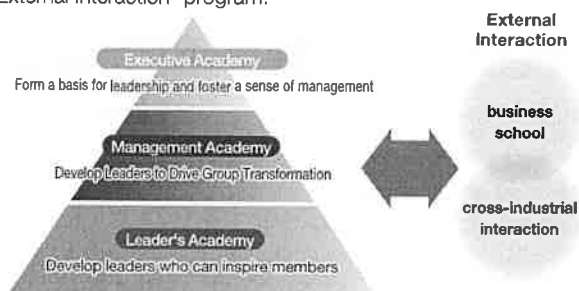 External Interaction" program.
External
Interaction
Executive Academy
Form a basis for leadership and foster a sense of management
business
school
Management Academy
Develop Leaders to Drive Group Transformation
cross-industrial
interaction
Leader's Academy
Develop leaders who can inspire members